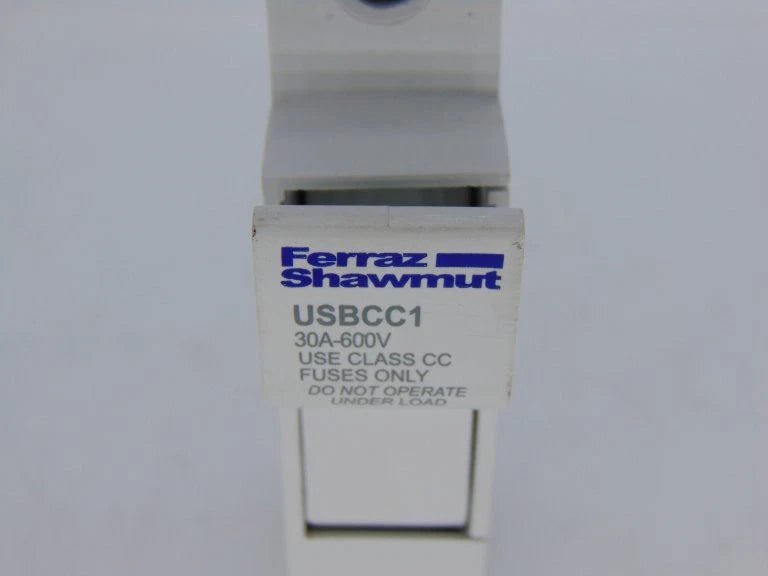 Ferraz
Shawmut
USBCC1
30A-600V
USE CLASS CC
FUSES ONLY
DO NOT OPERATE
UNDER LOAD